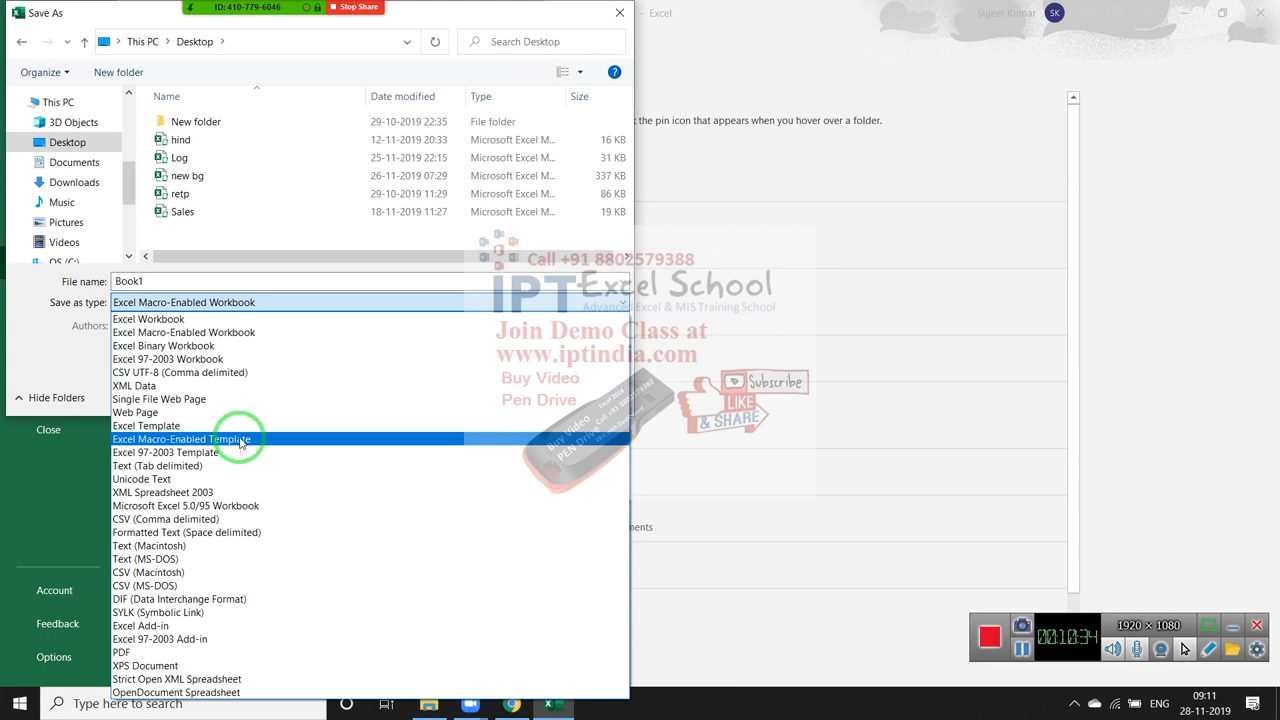 Save As
ID: 410-779-6046
Stop Share
- Excel
Sujeet Kumar
SK
This PC
Desktop
Search Desktop
Organize
New folder
Name
Date modified
Type
Size
This PC
3D Objects
Desktop
Documents
Downloads
Music
Pictures
Videos
OS (C:)
New folder 29-10-2019 22:35 File folder
hind 12-11-2019 20:33 Microsoft Excel M... 16 KB
Log 25-11-2019 22:15 Microsoft Excel M... 31 KB
new bg 26-11-2019 07:29 Microsoft Excel M... 337 KB
retp 29-10-2019 11:29 Microsoft Excel M... 86 KB
Sales 18-11-2019 11:27 Microsoft Excel M... 19 KB
the pin icon that appears when you hover over a folder.
File name: Book1
Save as type: Excel Macro-Enabled Workbook
Authors:
Excel Workbook
Excel Macro-Enabled Workbook
Excel Binary Workbook
Excel 97-2003 Workbook
CSV UTF-8 (Comma delimited)
XML Data
Single File Web Page
Web Page
Excel Template
Excel Macro-Enabled Template
Excel 97-2003 Template
Text (Tab delimited)
Unicode Text
XML Spreadsheet 2003
Microsoft Excel 5.0/95 Workbook
CSV (Comma delimited)
Formatted Text (Space delimited)
Text (Macintosh)
Text (MS-DOS)
CSV (Macintosh)
CSV (MS-DOS)
DIF (Data Interchange Format)
SYLK (Symbolic Link)
Excel Add-in
Excel 97-2003 Add-in
PDF
XPS Document
Strict Open XML Spreadsheet
OpenDocument Spreadsheet
Hide Folders
Close
Account
Feedback
Options
Call +91 8802579388
IPT Excel School
Advanced Excel & MIS Training School
Join Demo Class at
www.iptindia.com
Buy Video
Pen Drive
Subscribe
LIKE
& SHARE
Buy Video
PEN Drive
ments
00:10:34
1920 × 1080
Type here to search
ENG
09:11
28-11-2019